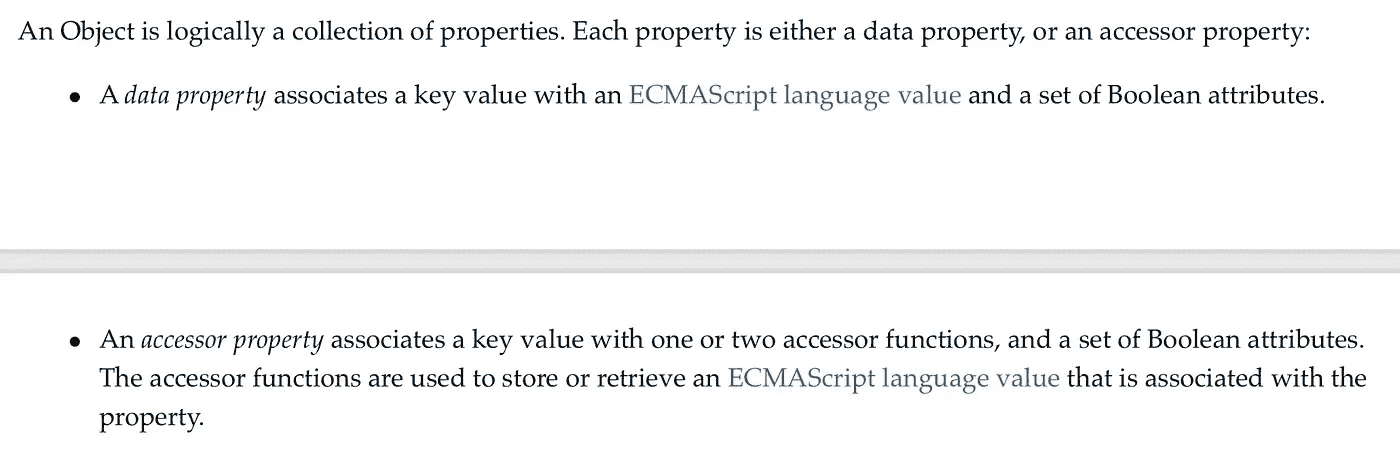 An Object is logically a collection of properties. Each property is either a data property, or an accessor property:
• A data property associates a key value with an ECMAScript language value and a set of Boolean attributes.
• An accessor property associates a key value with one or two accessor functions, and a set of Boolean attributes.
The accessor functions are used to store or retrieve an ECMAScript language value that is associated with the
property.